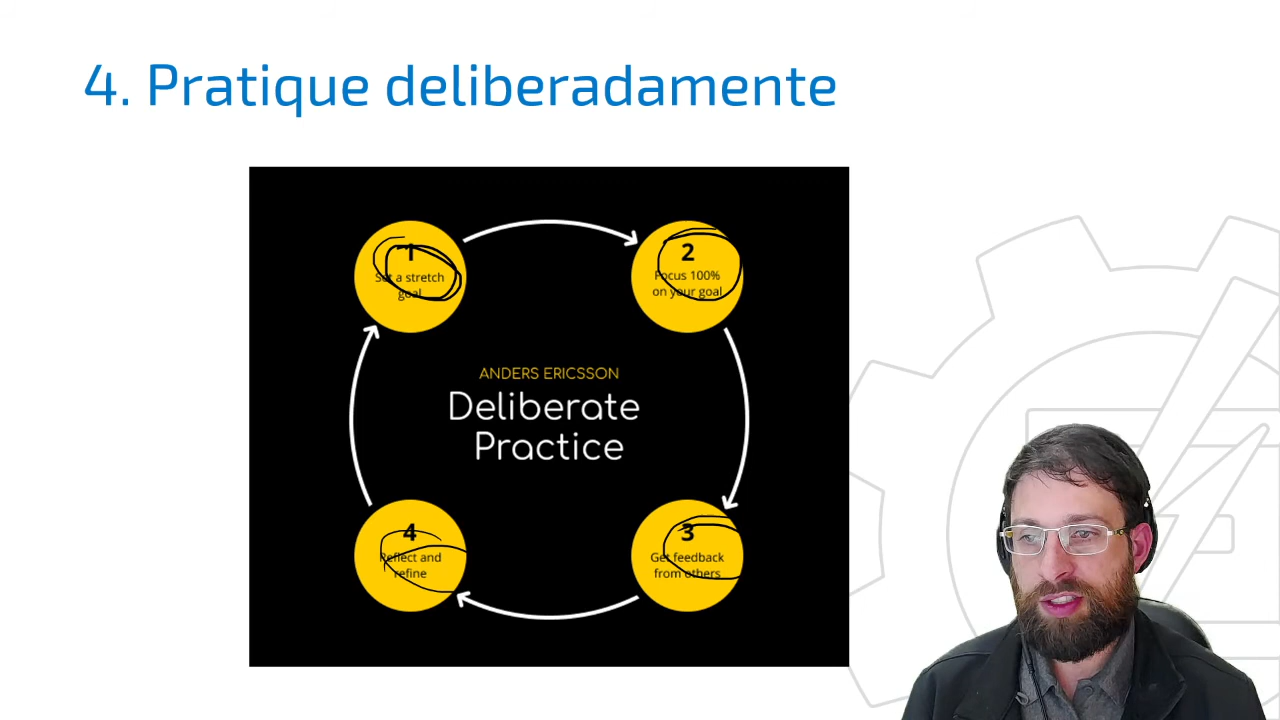 4. Pratique deliberadamente
1
Set a stretch
goal
2
Focus 100%
on your goal
ANDERS ERICSSON
Deliberate
Practice
4
Reflect and
refine
3
Get feedback
from others